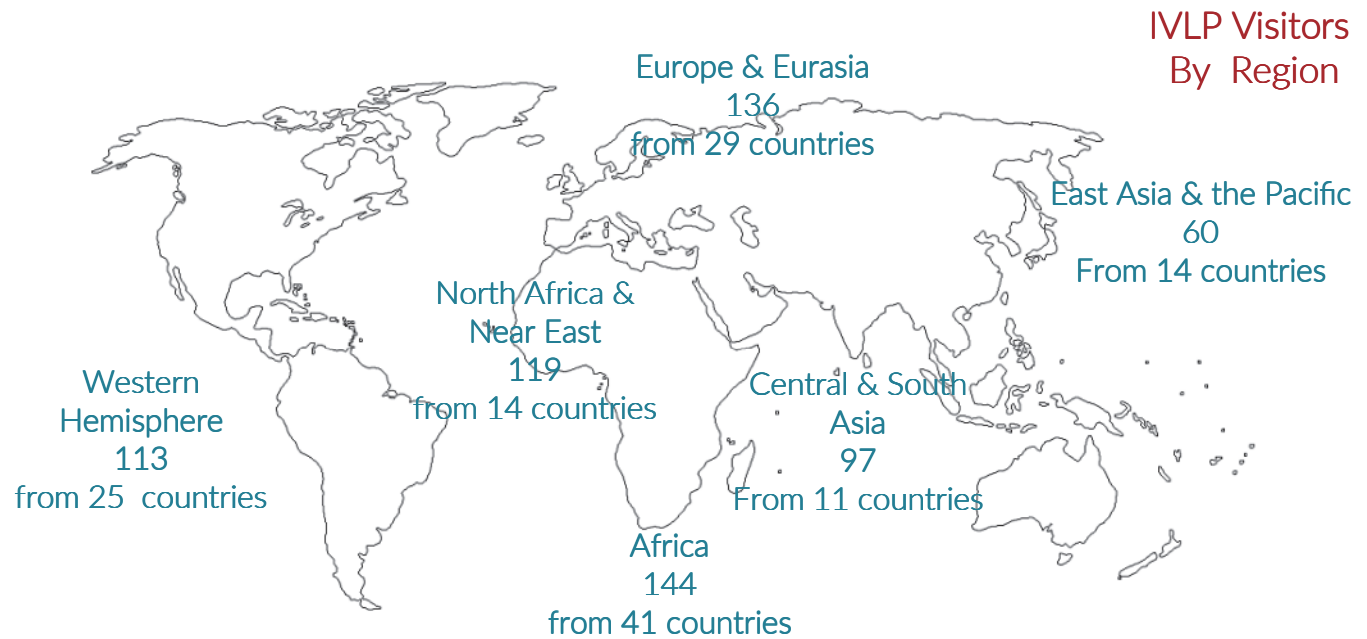 IVLP Visitors
By Region
Europe & Eurasia
136
from 29 countries
East Asia & the Pacific
60
From 14 countries
North Africa &
Near East
119
from 14 countries
Western
Hemisphere
113
from 25 countries
Central & South
Asia
97
From 11 countries
Africa
144
from 41 countries